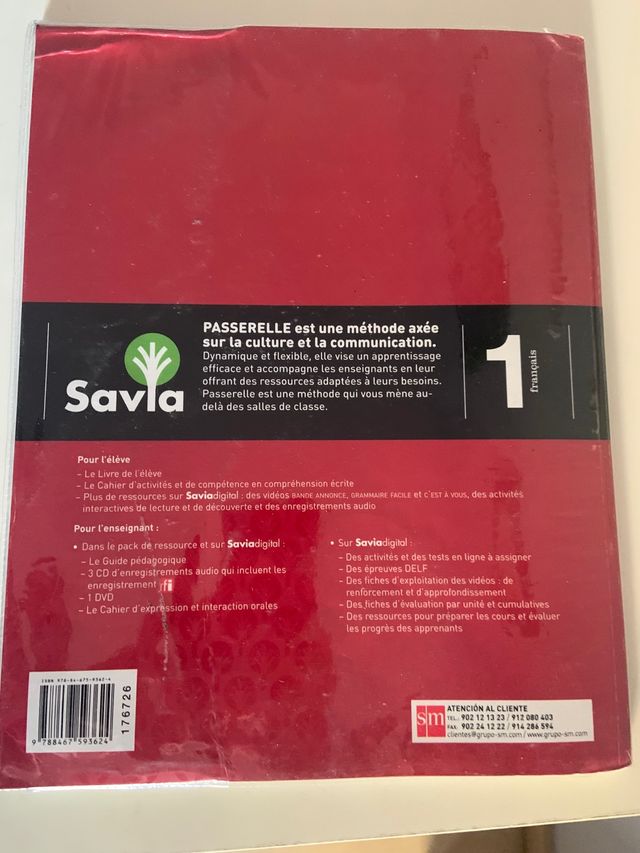 PASSERELLE est une méthode axée
sur la culture et la communication.
Dynamique et flexible, elle vise un apprentissage
efficace et accompagne les enseignants en leur
offrant des ressources adaptées à leurs besoins.
Passerelle est une méthode qui vous mène au-
delà des salles de classe.
Savia
1
français
Pour l'élève
– Le Livre de l'élève
– Le Cahier d'activités et de compétence en compréhension écrite
– Plus de ressources sur Saviadigital : des vidéos BANDE ANNONCE, GRAMMAIRE FACILE et C'EST À VOUS, des activités
interactives de lecture et de découverte et des enregistrements audio
Pour l'enseignant :
• Dans le pack de ressource et sur Saviadigital :
– Le Guide pédagogique
– 3 CD d'enregistrements audio qui incluent les
enregistrement fi
– 1 DVD
– Le Cahier d'expression et interaction orales
• Sur Saviadigital :
– Des activités et des tests en ligne à assigner
– Des épreuves DELF
– Des fiches d'exploitation des vidéos : de
renforcement et d'approfondissement
– Des fiches d'évaluation par unité et cumulatives
– Des ressources pour préparer les cours et évaluer
les progrès des apprenants
ISBN 978-84-675-9362-4
9 788467 593624
176726
sm
ATENCIÓN AL CLIENTE
TEL.: 902 12 13 23 / 912 080 403
FAX: 902 24 12 22 / 914 286 594
clientes@grupo-sm.com / www.grupo-sm.com